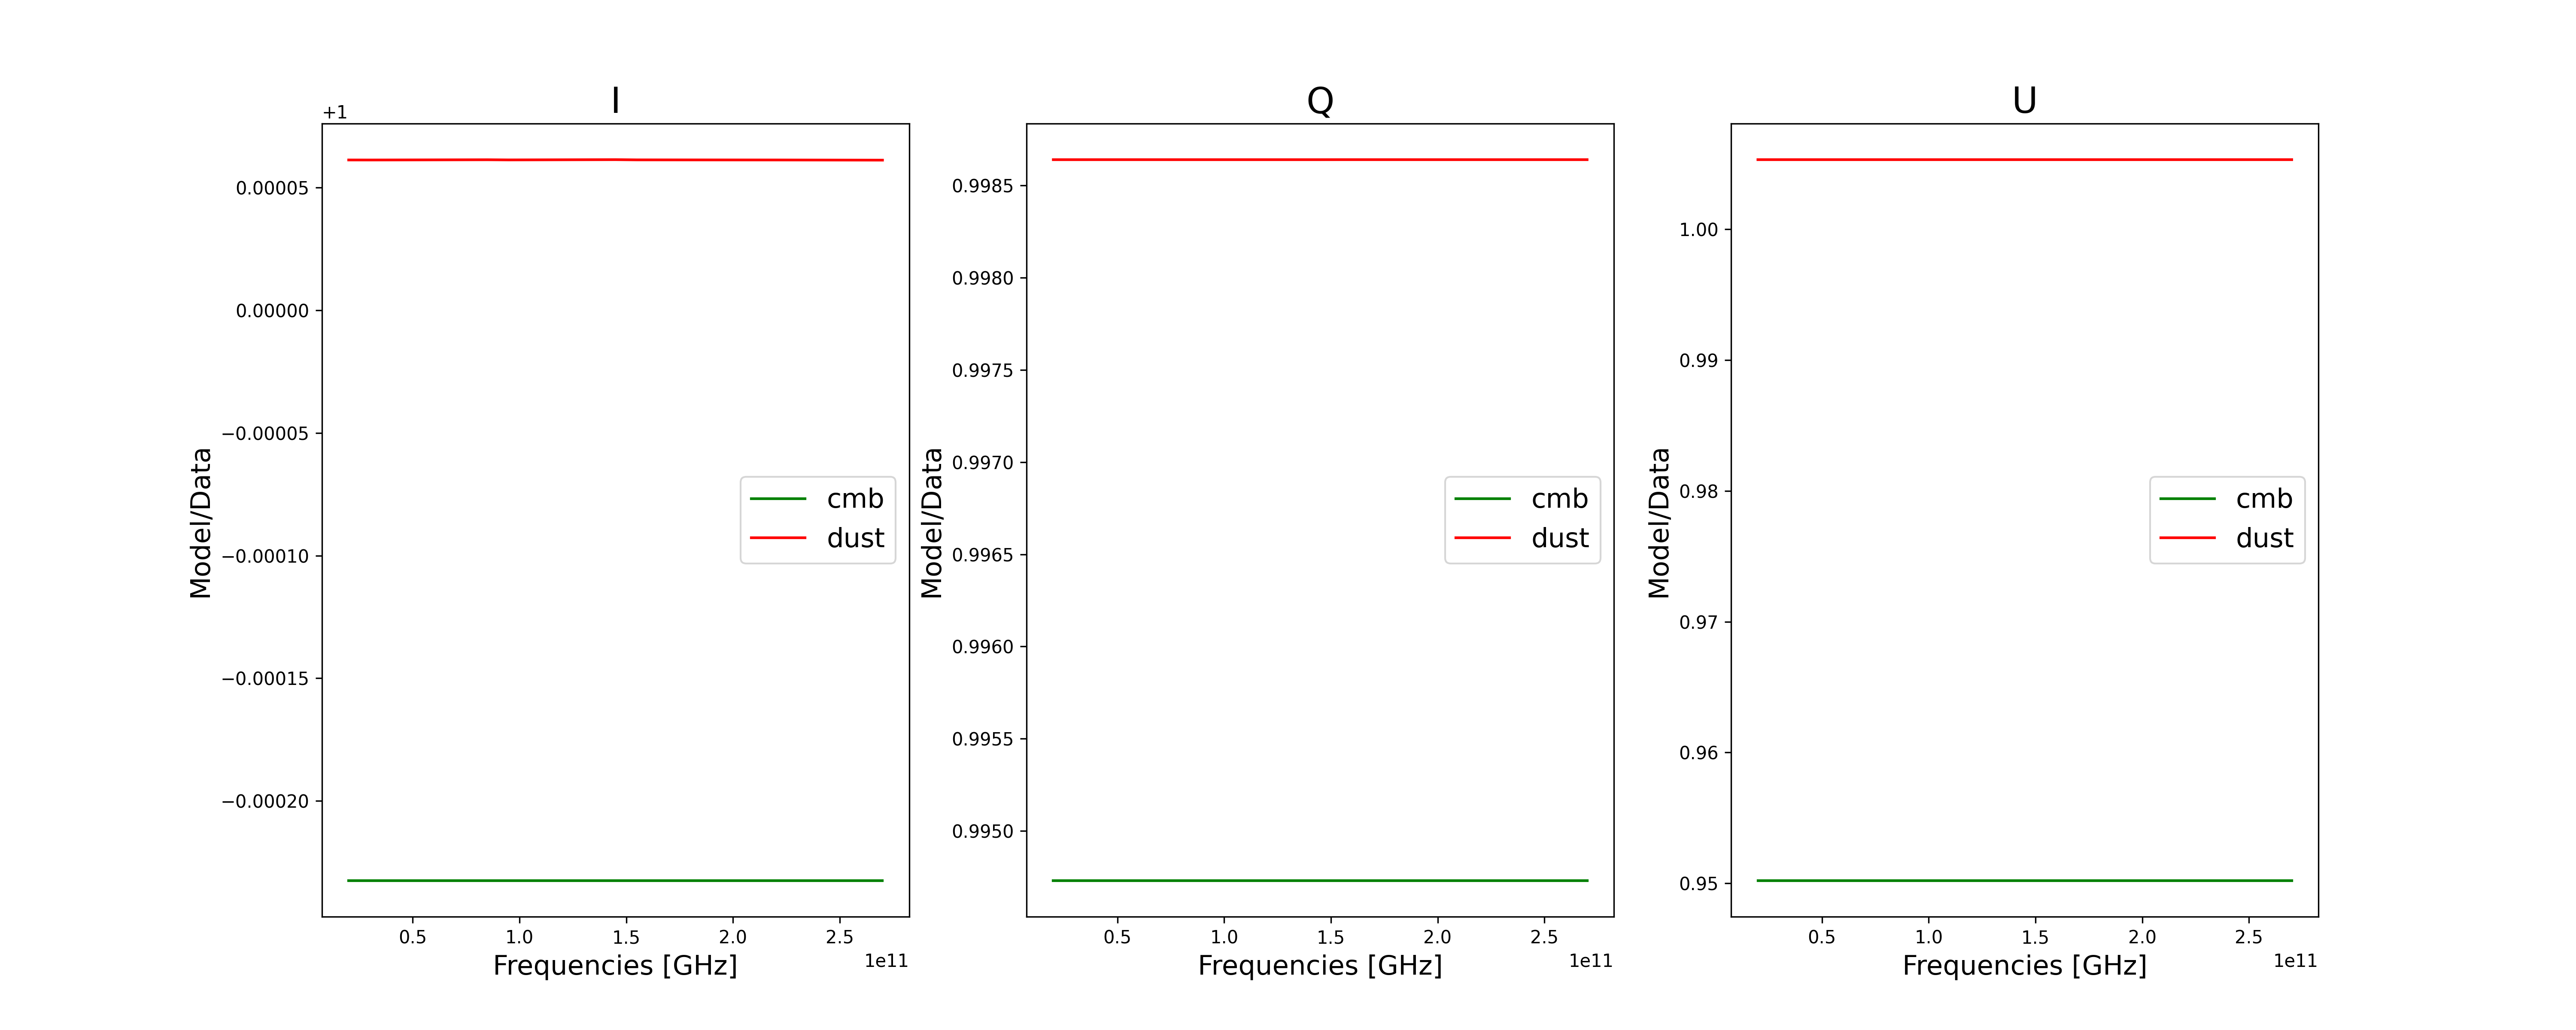 I
+1
0.00005
0.00000
−0.00005
−0.00010
−0.00015
−0.00020
Model/Data
cmb
dust
0.5 1.0 1.5 2.0 2.5
1e11
Frequencies [GHz]
Q
0.9985
0.9980
0.9975
0.9970
0.9965
0.9960
0.9955
0.9950
Model/Data
cmb
dust
0.5 1.0 1.5 2.0 2.5
1e11
Frequencies [GHz]
U
1.00
0.99
0.98
0.97
0.96
0.95
Model/Data
cmb
dust
0.5 1.0 1.5 2.0 2.5
1e11
Frequencies [GHz]